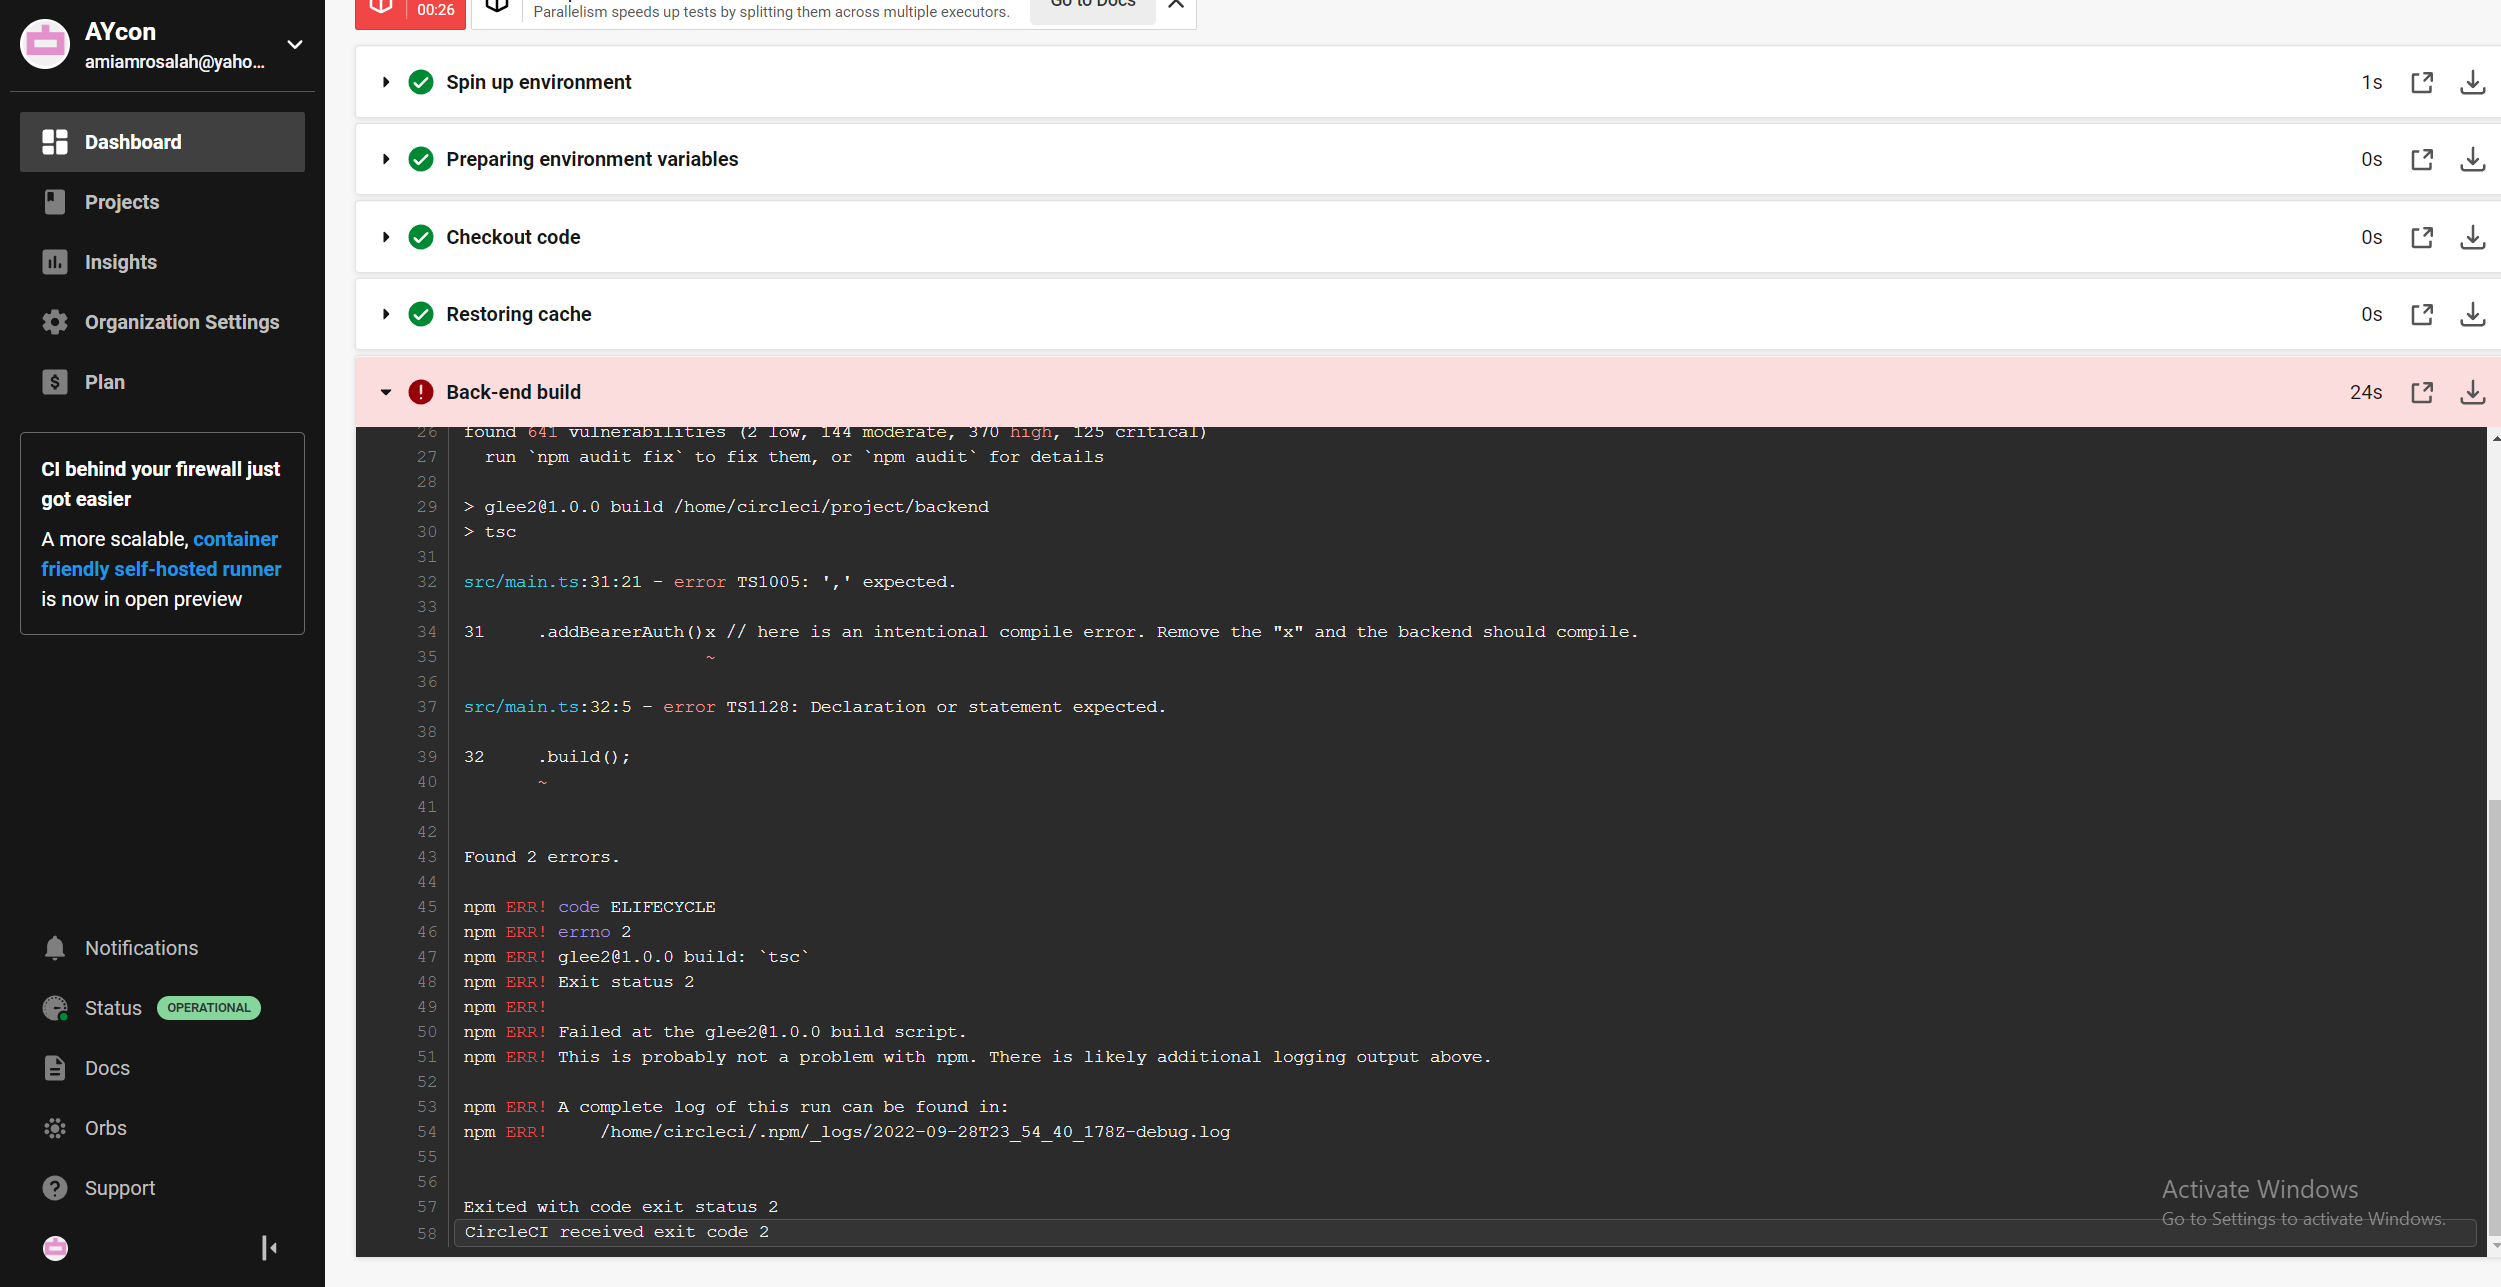 AYcon
amiamrosalah@yaho...
Dashboard
Projects
Insights
Organization Settings
Plan
CI behind your firewall just
got easier
A more scalable, container
friendly self-hosted runner
is now in open preview
Notifications
Status OPERATIONAL
Docs
Orbs
Support
00:26
Parallelism speeds up tests by splitting them across multiple executors.
Go to Docs
Spin up environment 1s
Preparing environment variables 0s
Checkout code 0s
Restoring cache 0s
Back-end build 24s
26 found 641 vulnerabilities (2 low, 144 moderate, 370 high, 125 critical)
27 run `npm audit fix` to fix them, or `npm audit` for details
28
29 > glee2@1.0.0 build /home/circleci/project/backend
30 > tsc
31
32 src/main.ts:31:21 - error TS1005: ',' expected.
33
34 31 .addBearerAuth()x // here is an intentional compile error. Remove the "x" and the backend should compile.
35 ~
36
37 src/main.ts:32:5 - error TS1128: Declaration or statement expected.
38
39 32 .build();
40 ~
41
42
43 Found 2 errors.
44
45 npm ERR! code ELIFECYCLE
46 npm ERR! errno 2
47 npm ERR! glee2@1.0.0 build: `tsc`
48 npm ERR! Exit status 2
49 npm ERR!
50 npm ERR! Failed at the glee2@1.0.0 build script.
51 npm ERR! This is probably not a problem with npm. There is likely additional logging output above.
52
53 npm ERR! A complete log of this run can be found in:
54 npm ERR! /home/circleci/.npm/_logs/2022-09-28T23_54_40_178Z-debug.log
55
56
57 Exited with code exit status 2
58 CircleCI received exit code 2
Activate Windows
Go to Settings to activate Windows.